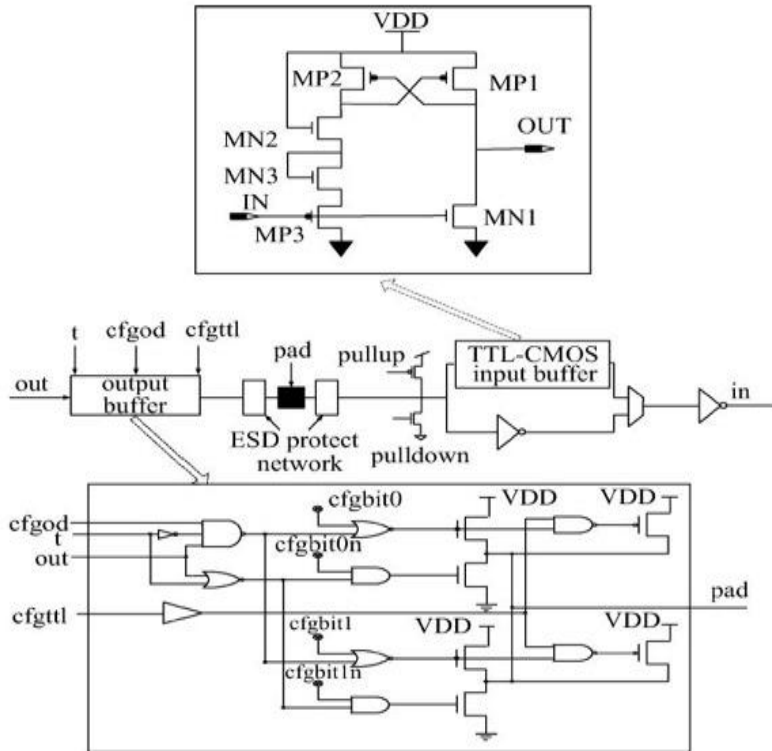 VDD
MP2
MP1
OUT
MN2
MN3
IN
MN1
MP3
t
cfgod
cfgttl
pad
pullup
TTL-CMOS
input buffer
out
output
buffer
in
ESD protect
network
pulldown
cfgbit0
VDD
VDD
cfgod
t
cfgbit0n
out
pad
cfgttl
cfgbit1
VDD
VDD
cfgbit1n